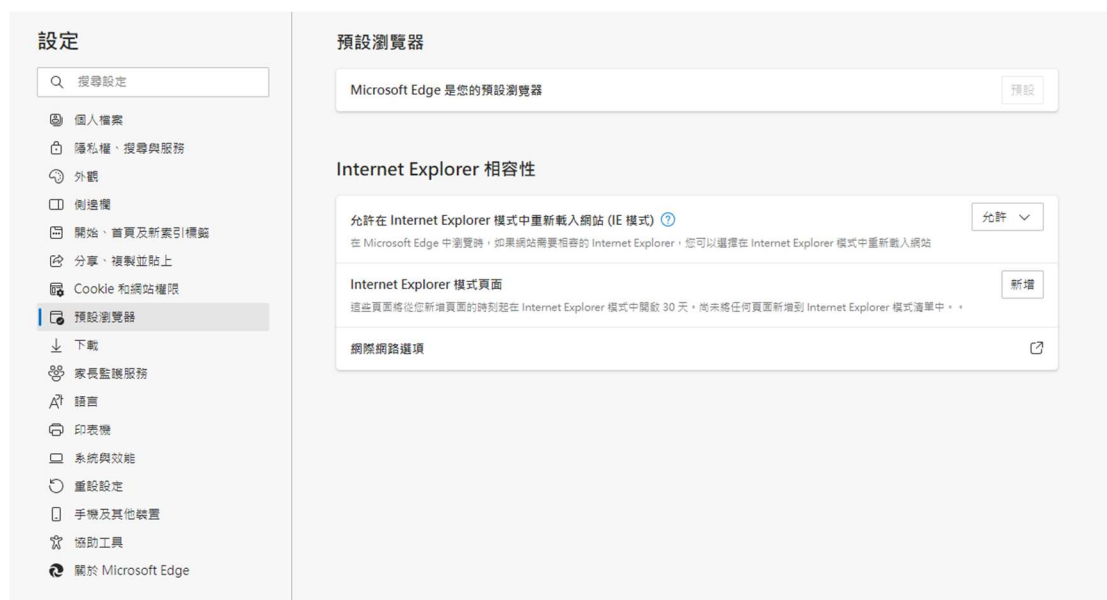 設定
搜尋設定
個人檔案
隱私權、搜尋與服務
外觀
側邊欄
開始、首頁及新索引標籤
分享、複製並貼上
Cookie 和網站權限
預設瀏覽器
下載
家長監護服務
語言
印表機
系統與效能
重設設定
手機及其他裝置
協助工具
關於 Microsoft Edge
預設瀏覽器
Microsoft Edge 是您的預設瀏覽器
預設
Internet Explorer 相容性
允許在 Internet Explorer 模式中重新載入網站 (IE 模式)
允許
在 Microsoft Edge 中瀏覽時，如果網站需要相容的 Internet Explorer，您可以選擇在 Internet Explorer 模式中重新載入網站
Internet Explorer 模式頁面
新增
這些頁面將從您新增頁面的時刻起在 Internet Explorer 模式中開啟 30 天。尚未將任何頁面新增到 Internet Explorer 模式清單中。。
網際網路選項